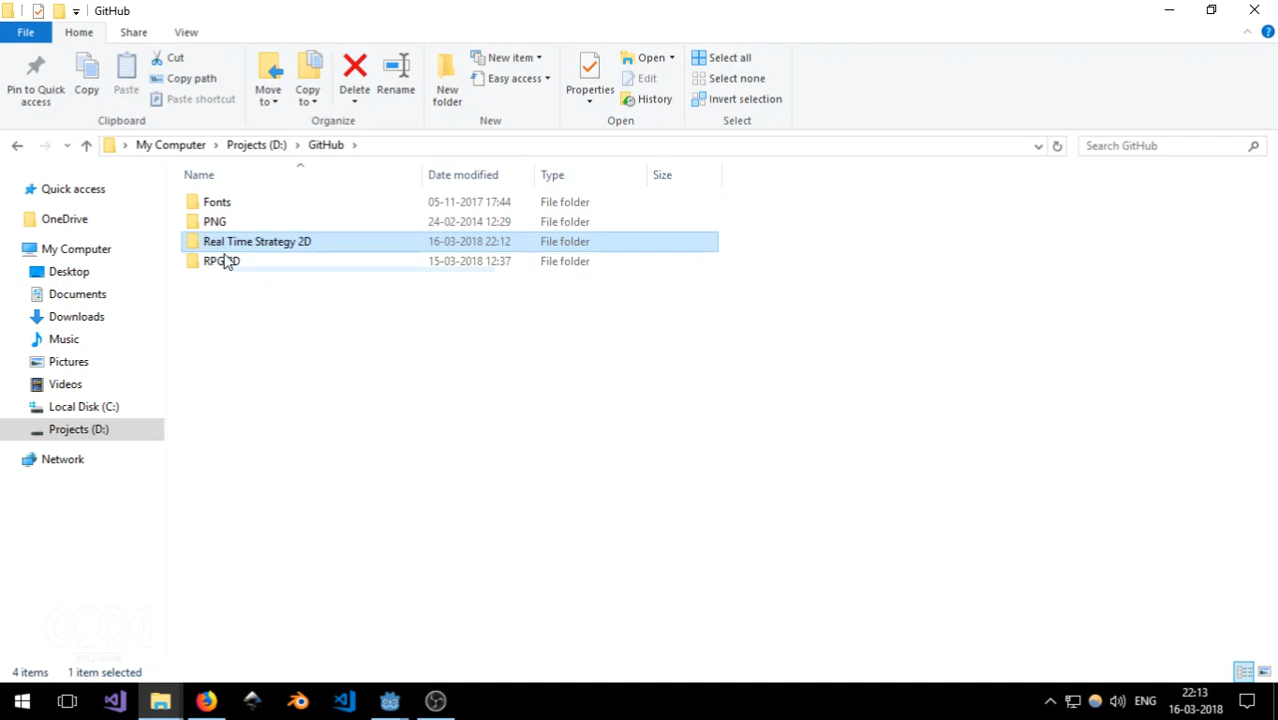 GitHub
File Home Share View
Pin to Quick access
Copy
Paste
Cut
Copy path
Paste shortcut
Clipboard
Move to
Copy to
Delete
Rename
Organize
New folder
New item
Easy access
New
Properties
Open
Edit
History
Open
Select all
Select none
Invert selection
Select
My Computer Projects (D:) GitHub
Search GitHub
Name Date modified Type Size
Fonts 05-11-2017 17:44 File folder
PNG 24-02-2014 12:29 File folder
Real Time Strategy 2D 16-03-2018 22:12 File folder
15-03-2018 12:37 File folder
Quick access
OneDrive
My Computer
Desktop
Documents
Downloads
Music
Pictures
Videos
Local Disk (C:)
Projects (D:)
Network
4 items 1 item selected
ENG
22:13
16-03-2018